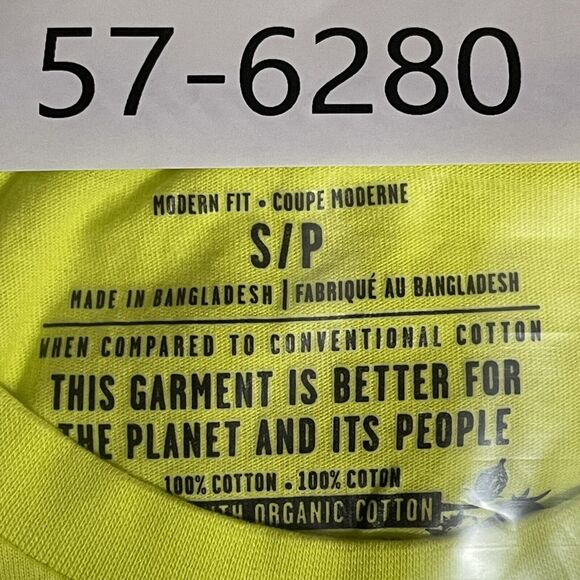 57-6280
MODERN FIT • COUPE MODERNE
S/P
MADE IN BANGLADESH | FABRIQUÉ AU BANGLADESH
WHEN COMPARED TO CONVENTIONAL COTTON
THIS GARMENT IS BETTER FOR
THE PLANET AND ITS PEOPLE
100% COTTON • 100% COTON
WITH ORGANIC COTTON